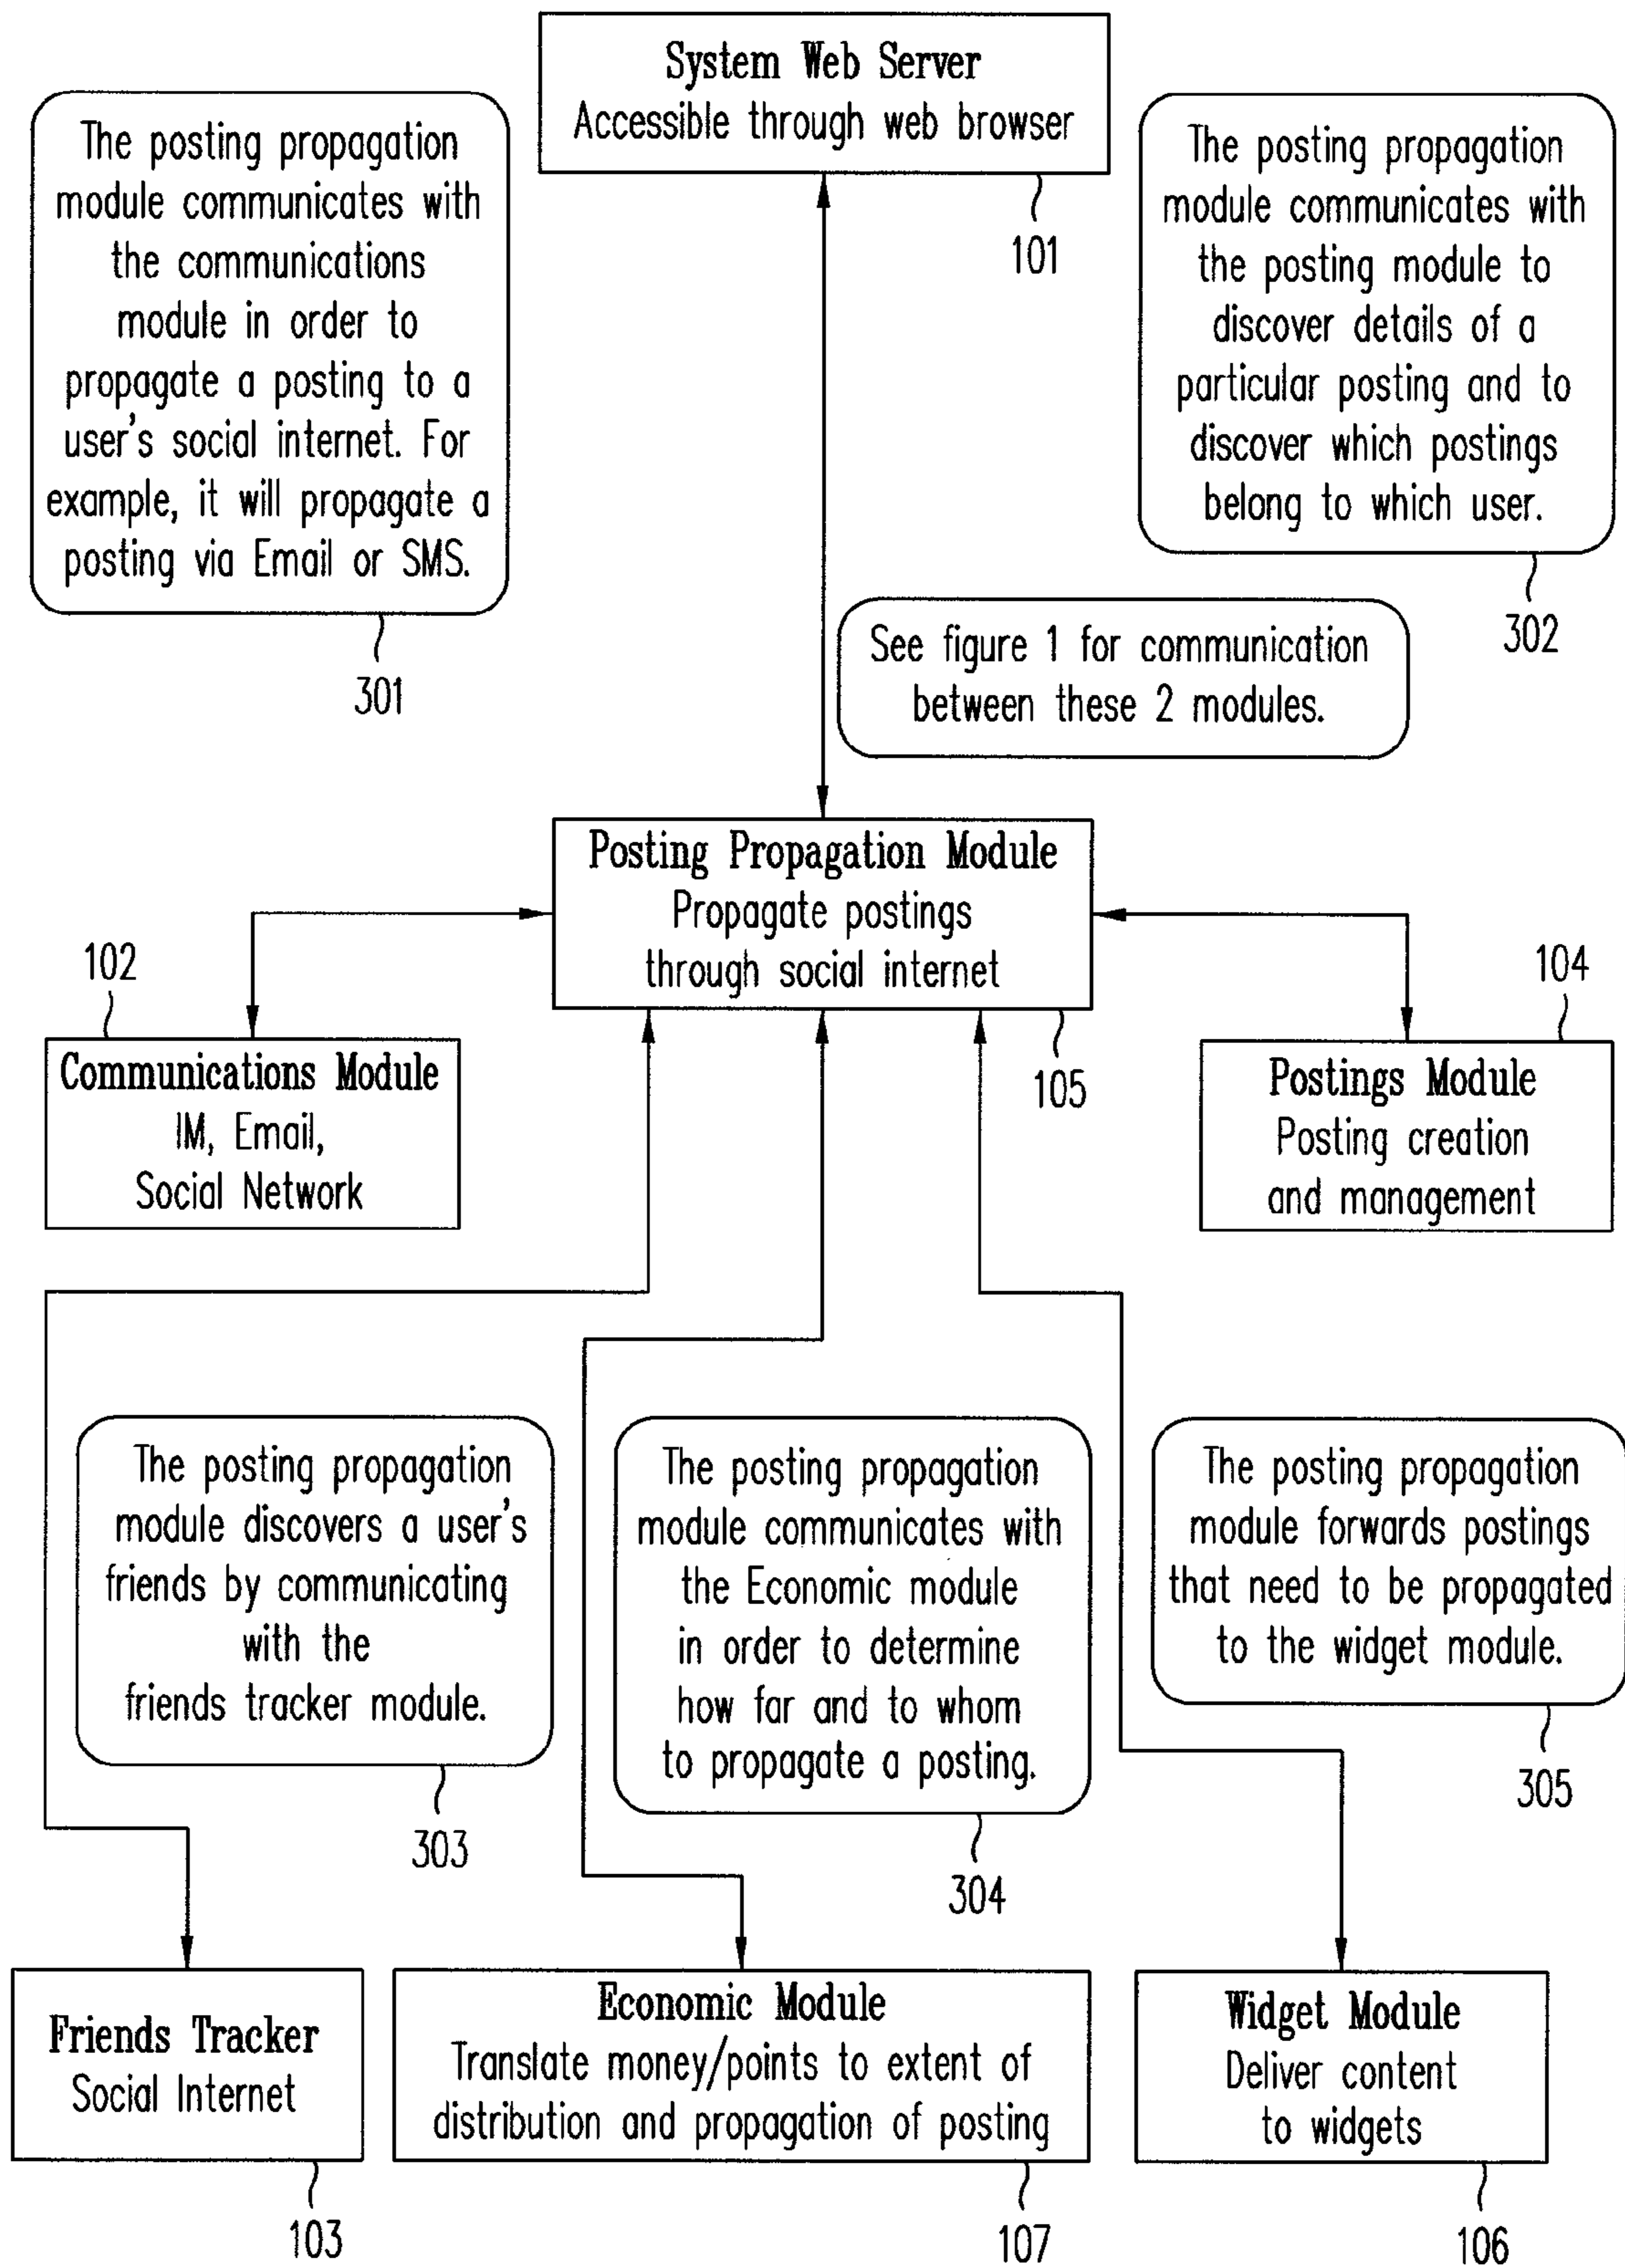 System Web Server
Accessible through web browser
101
The posting propagation
module communicates with
the communications
module in order to
propagate a posting to a
user's social internet. For
example, it will propagate a
posting via Email or SMS.
301
The posting propagation
module communicates with
the posting module to
discover details of a
particular posting and to
discover which postings
belong to which user.
302
See figure 1 for communication
between these 2 modules.
Posting Propagation Module
Propagate postings
through social internet
105
102
Communications Module
IM, Email,
Social Network
104
Postings Module
Posting creation
and management
The posting propagation
module discovers a user's
friends by communicating
with the
friends tracker module.
303
The posting propagation
module communicates with
the Economic module
in order to determine
how far and to whom
to propagate a posting.
304
The posting propagation
module forwards postings
that need to be propagated
to the widget module.
305
Friends Tracker
Social Internet
103
Economic Module
Translate money/points to extent of
distribution and propagation of posting
107
Widget Module
Deliver content
to widgets
106